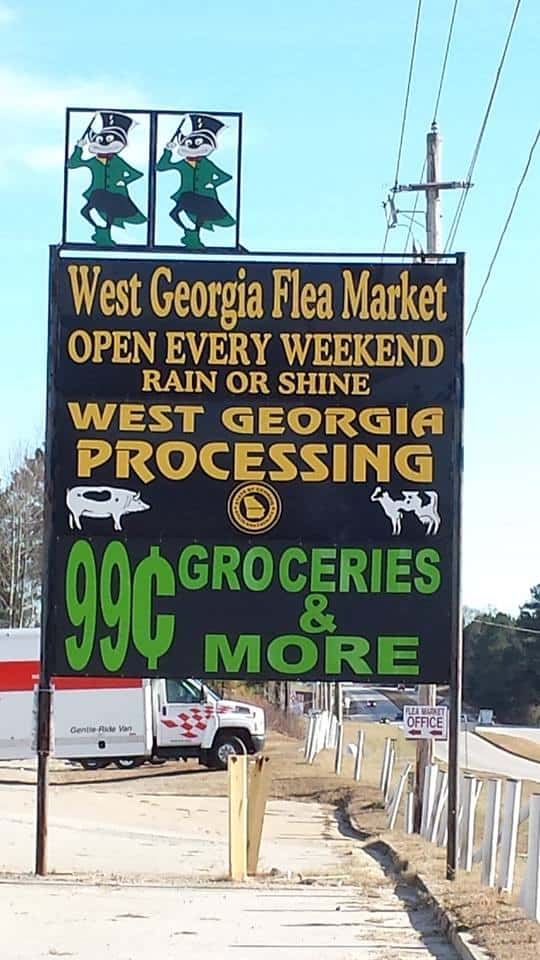 West Georgia Flea Market
OPEN EVERY WEEKEND
RAIN OR SHINE
WEST GEORGIA
PROCESSING
99¢ GROCERIES
&
MORE
Gentle-Ride Van
FLEA MARKET
OFFICE